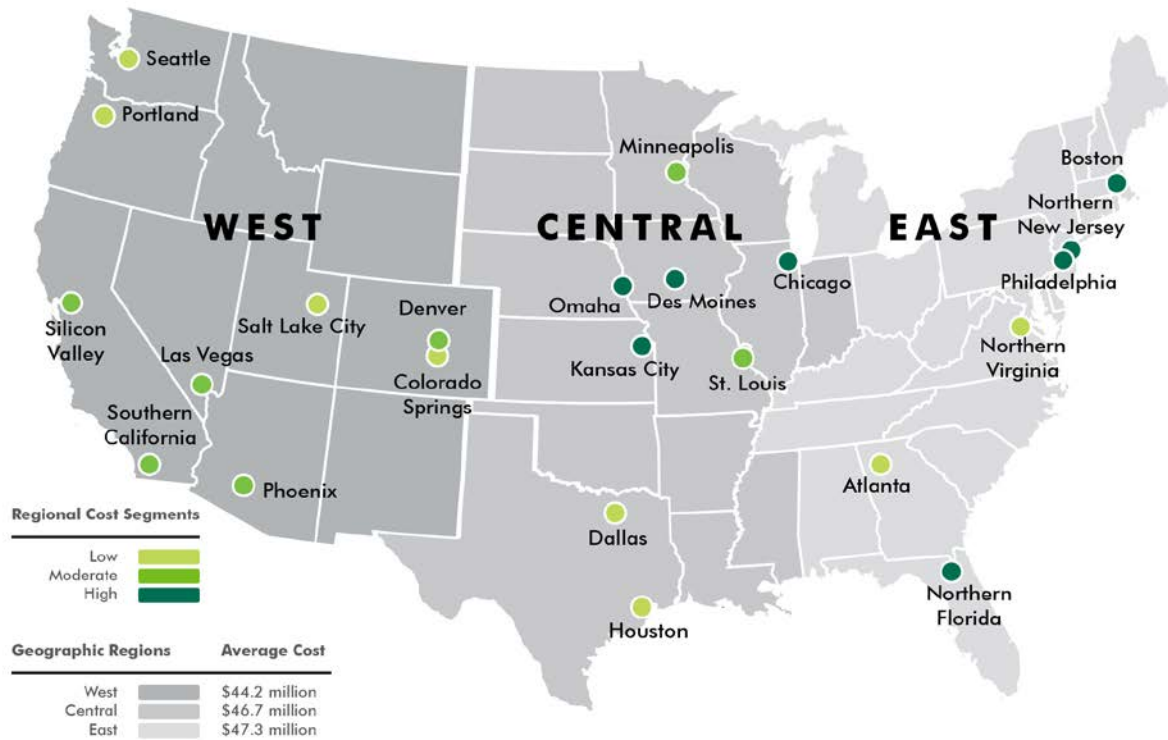 Seattle
Portland
Minneapolis
Boston
Northern
New Jersey
WEST
CENTRAL
EAST
Philadelphia
Chicago
Omaha
Des Moines
Denver
Salt Lake City
Silicon
Valley
Las Vegas
Kansas City
St. Louis
Northern
Virginia
Colorado
Springs
Southern
California
Phoenix
Atlanta
Dallas
Northern
Florida
Houston
Regional Cost Segments
Low
Moderate
High
Geographic Regions Average Cost
West $44.2 million
Central $46.7 million
East $47.3 million